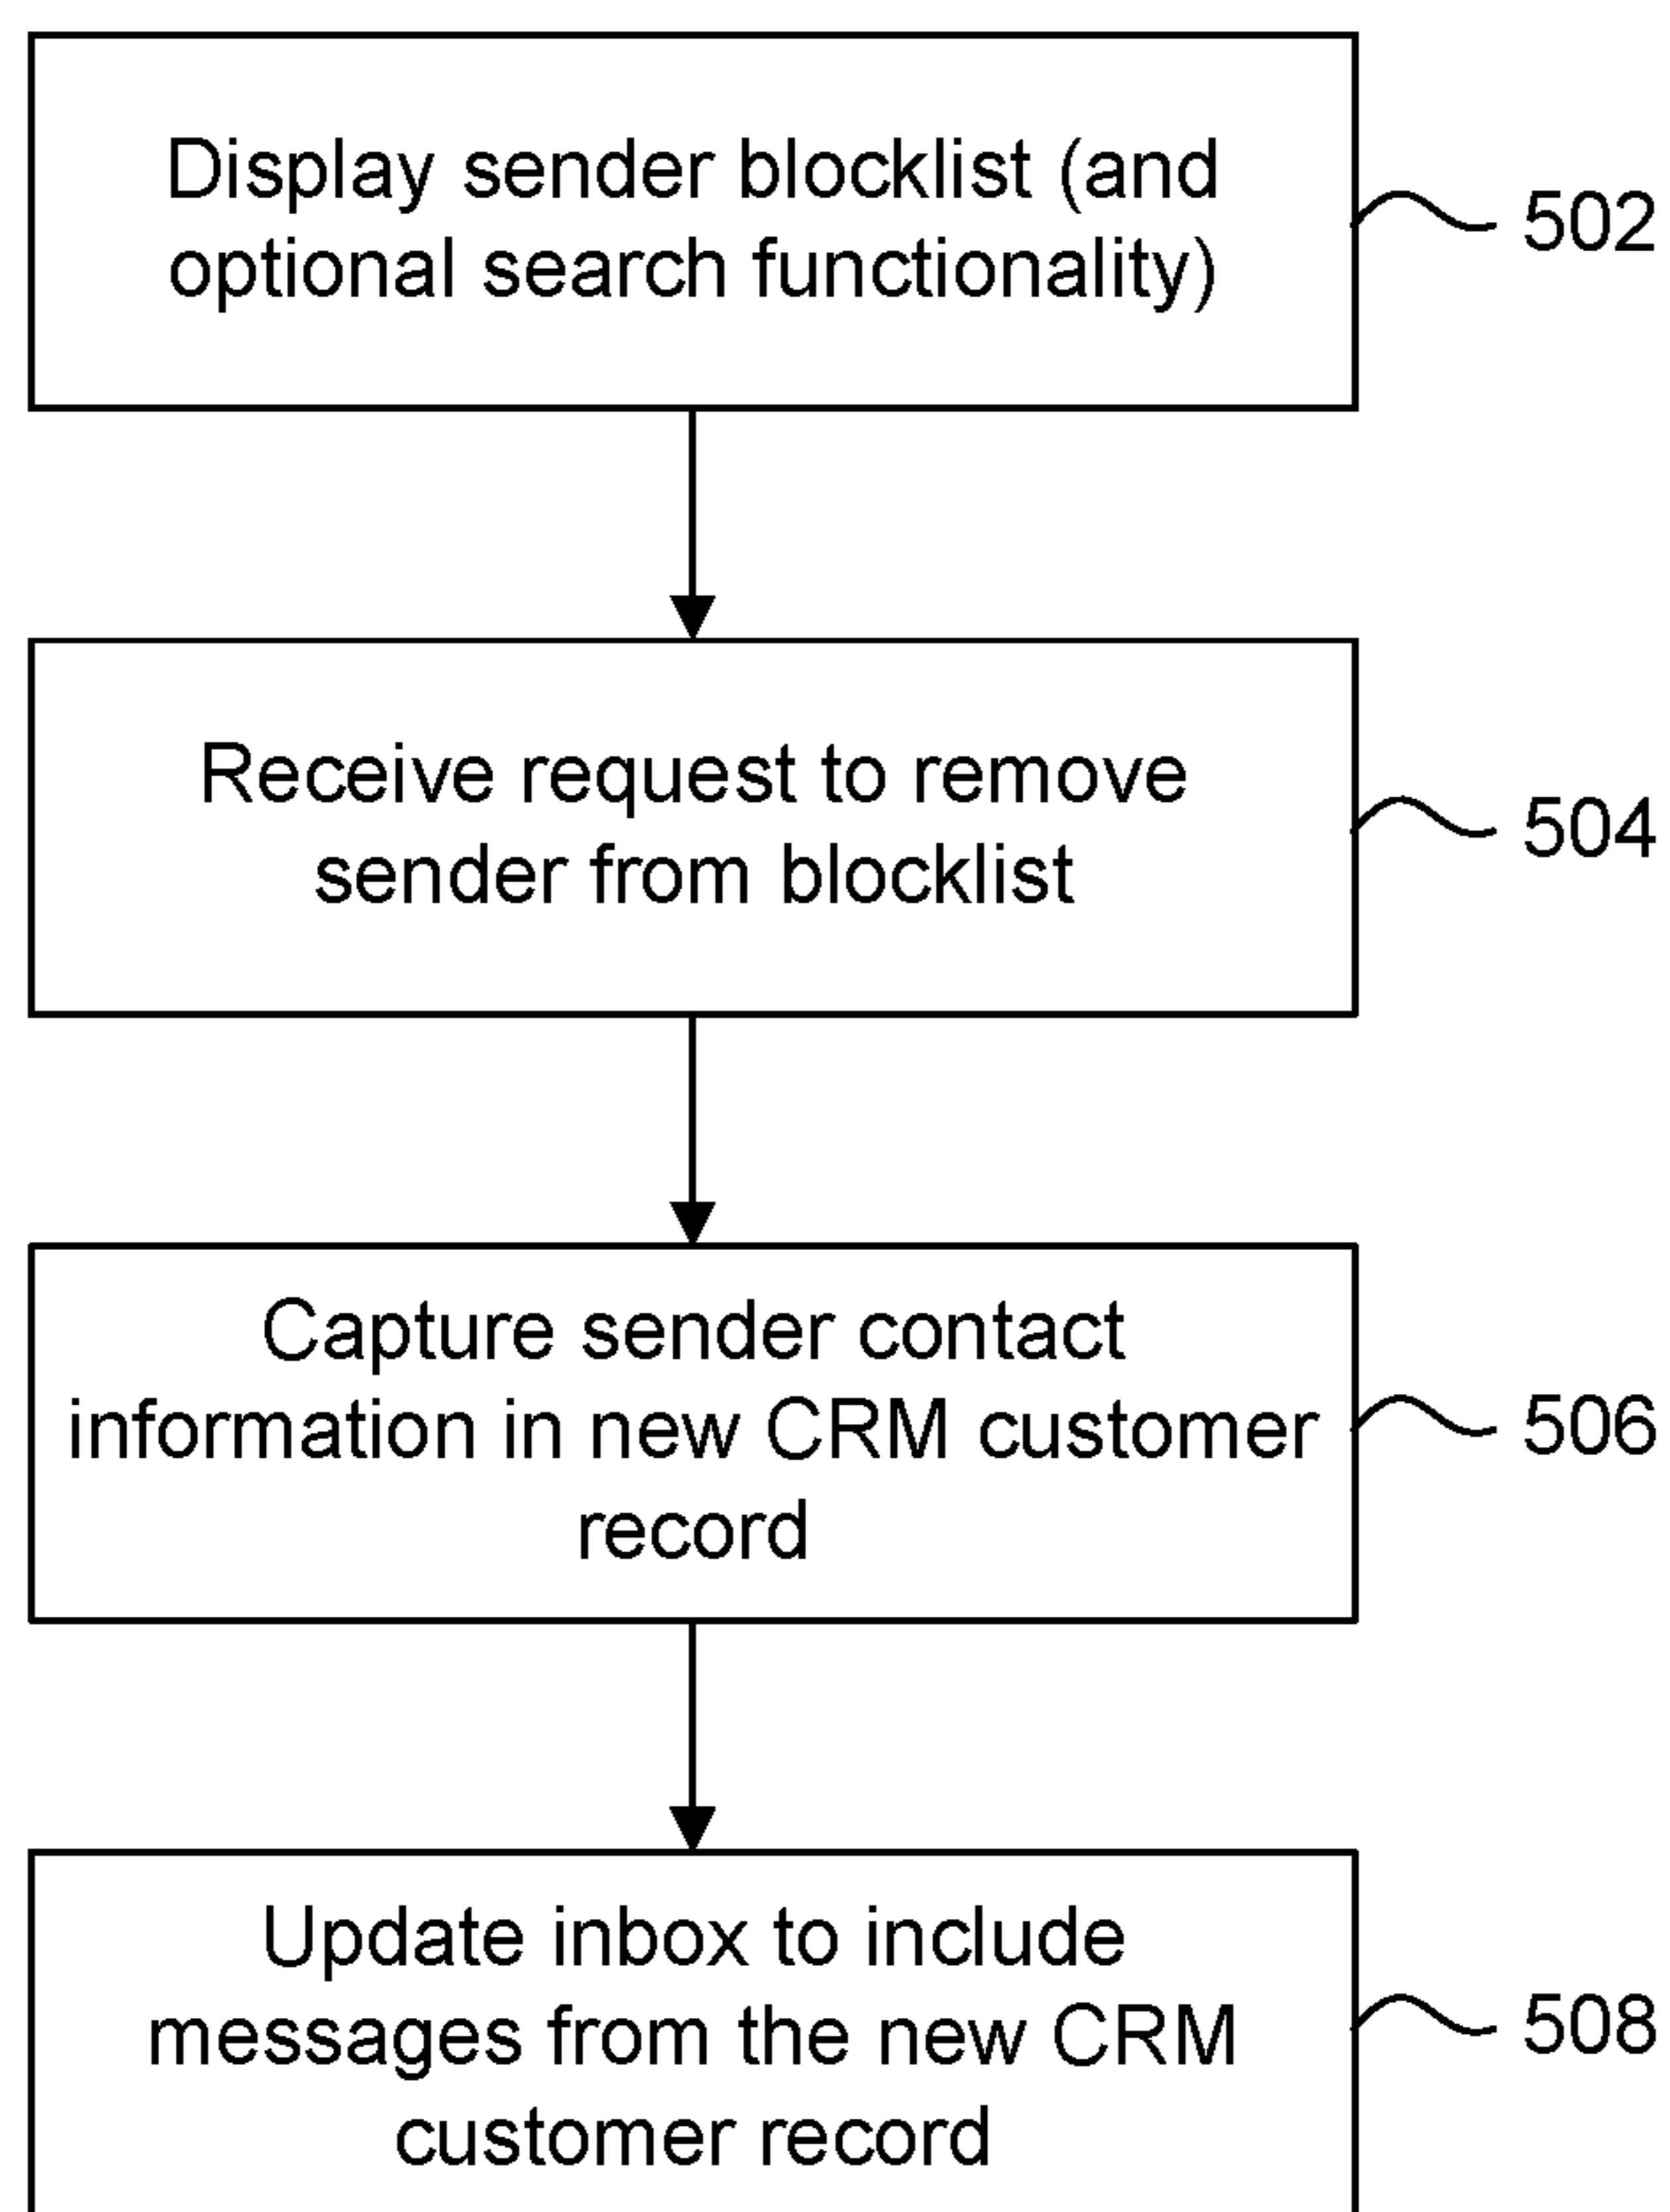 Display sender blocklist (and
optional search functionality)
502
Receive request to remove
sender from blocklist
504
Capture sender contact
information in new CRM customer
record
506
Update inbox to include
messages from the new CRM
customer record
508